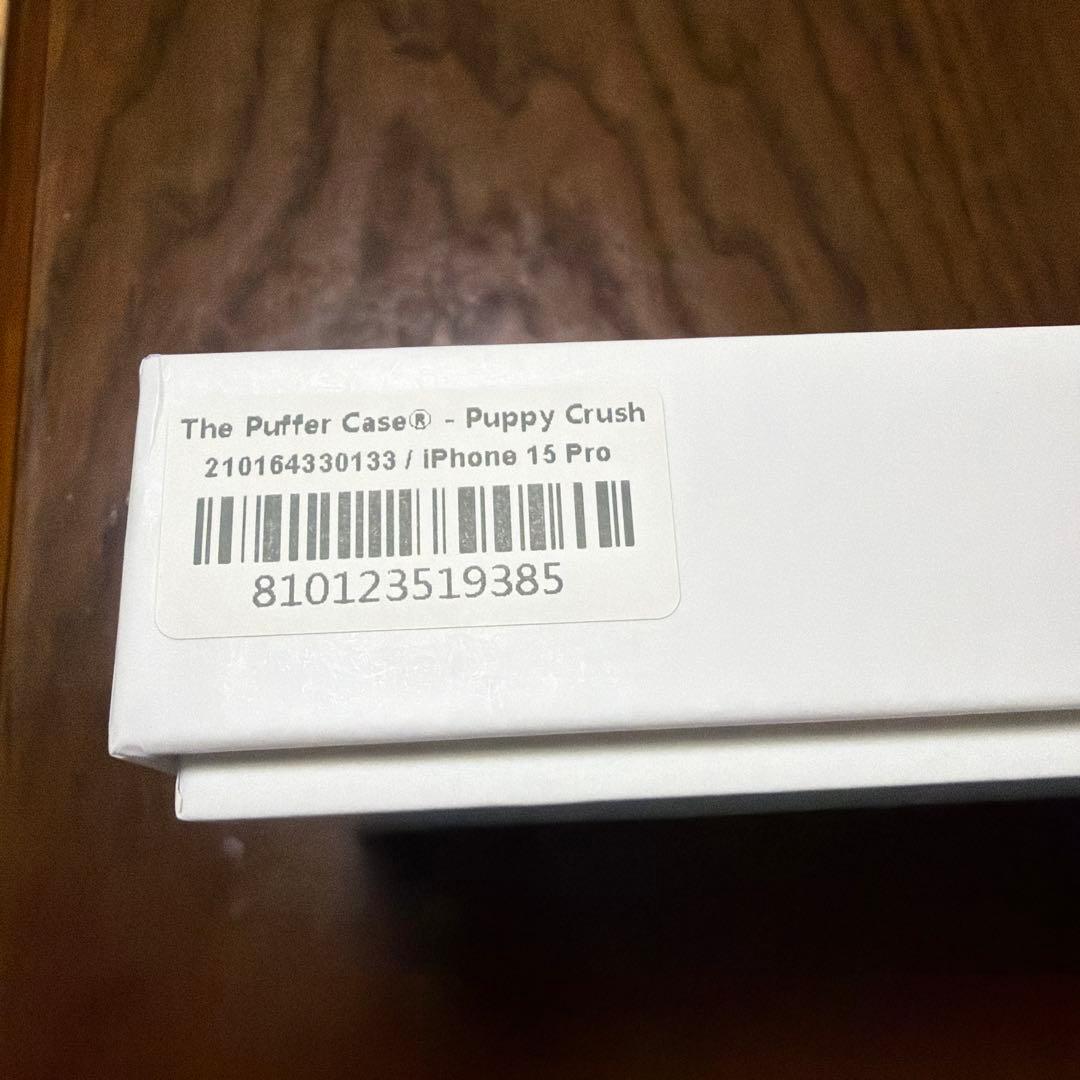 The Puffer Case® - Puppy Crush
210164330133 / iPhone 15 Pro
810123519385